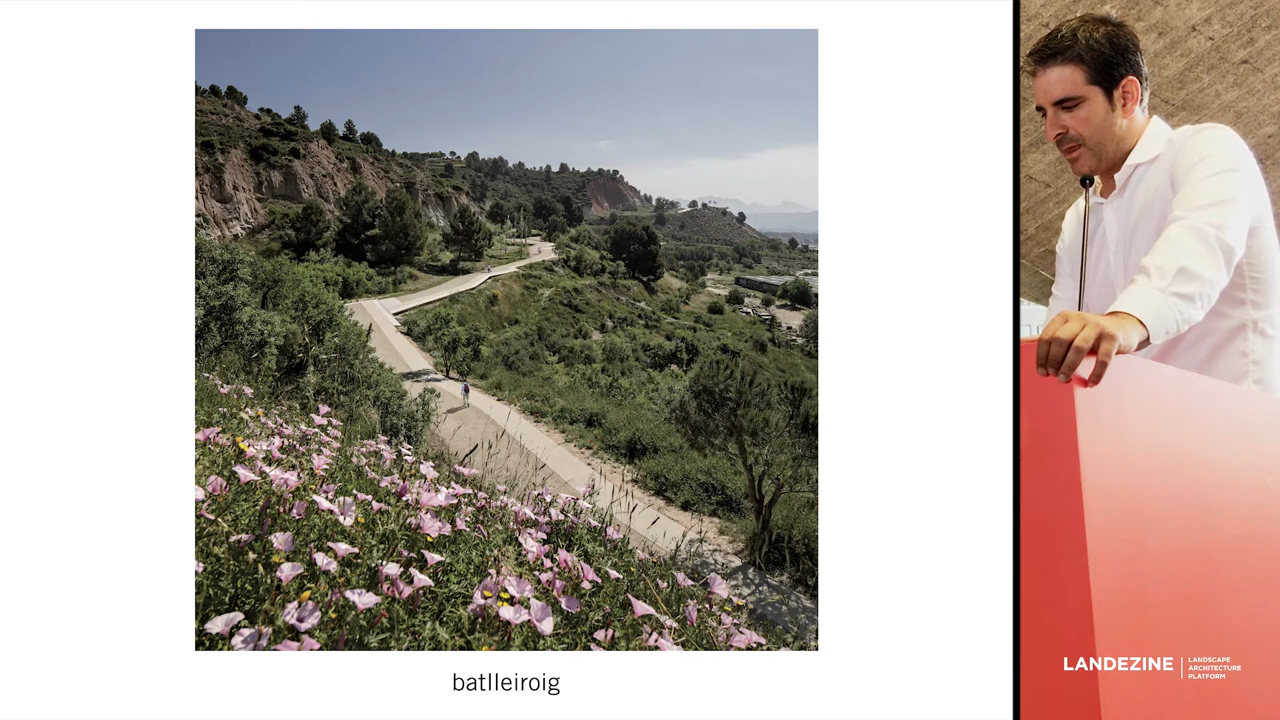 batlleiroig
LANDEZINE
LANDSCAPE
ARCHITECTURE
PLATFORM